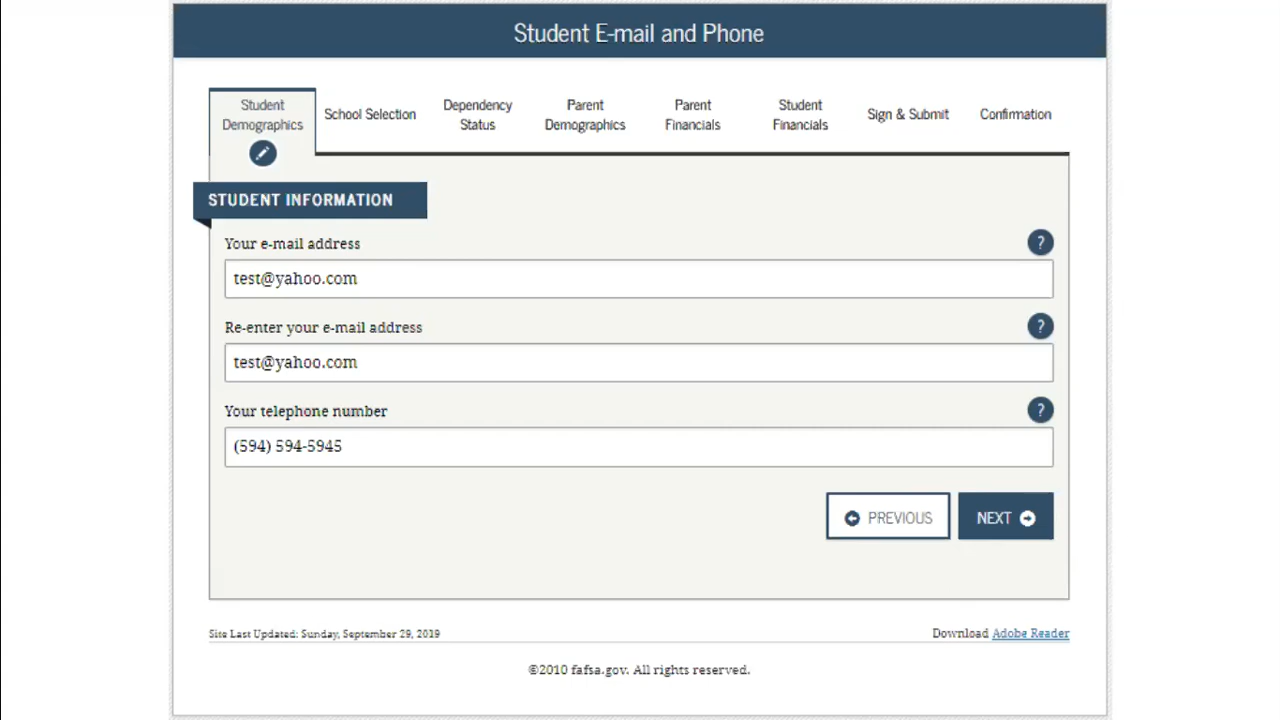 Student E-mail and Phone
Student Demographics
School Selection
Dependency Status
Parent Demographics
Parent Financials
Student Financials
Sign & Submit
Confirmation
STUDENT INFORMATION
Your e-mail address
?
test@yahoo.com
Re-enter your e-mail address
?
test@yahoo.com
Your telephone number
?
(594) 594-5945
PREVIOUS
NEXT
Site Last Updated: Sunday, September 29, 2019
Download Adobe Reader
©2010 fafsa.gov. All rights reserved.